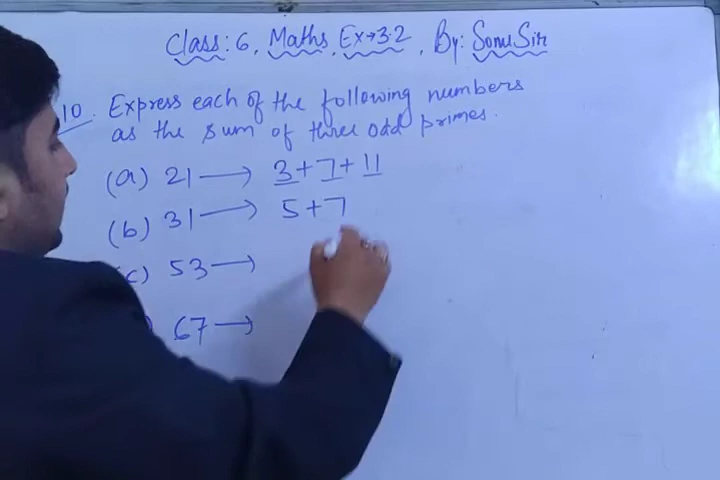 Class: 6, Maths, Ex→3.2, By: Sonu Sir
10. Express each of the following numbers
as the sum of three odd primes.
(a) 21 → 3+7+11
(b) 31 → 5+7
c) 53 →
) 67 →